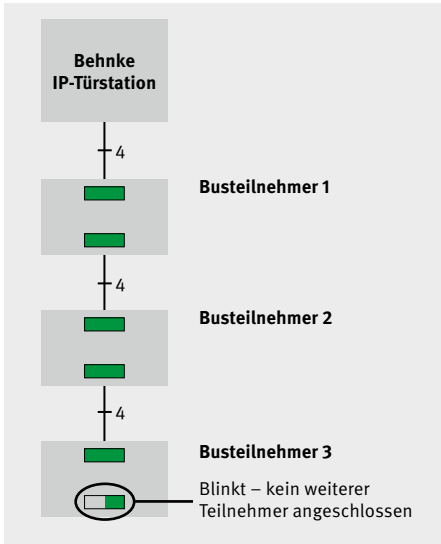 Behnke
IP-Türstation
4
Busteilnehmer 1
4
Busteilnehmer 2
4
Busteilnehmer 3
Blinkt – kein weiterer
Teilnehmer angeschlossen